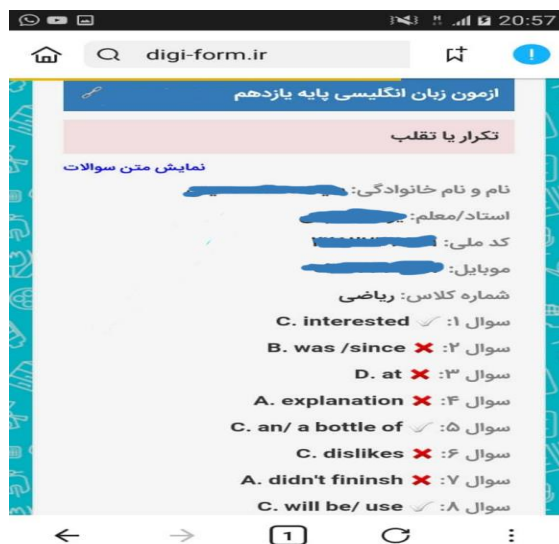 20:57
digi-form.ir
ازمون زبان انگلیسی پایه یازدهم
تکرار یا تقلب
نمایش متن سوالات
نام و نام خانوادگی:
استاد/معلم:
کد ملی:
موبایل:
شماره کلاس: ریاضی
سوال ۱: C. interested
سوال ۲: B. was /since
سوال ۳: D. at
سوال ۴: A. explanation
سوال ۵: C. an/ a bottle of
سوال ۶: C. dislikes
سوال ۷: A. didn't fininsh
سوال ۸: C. will be/ use
1